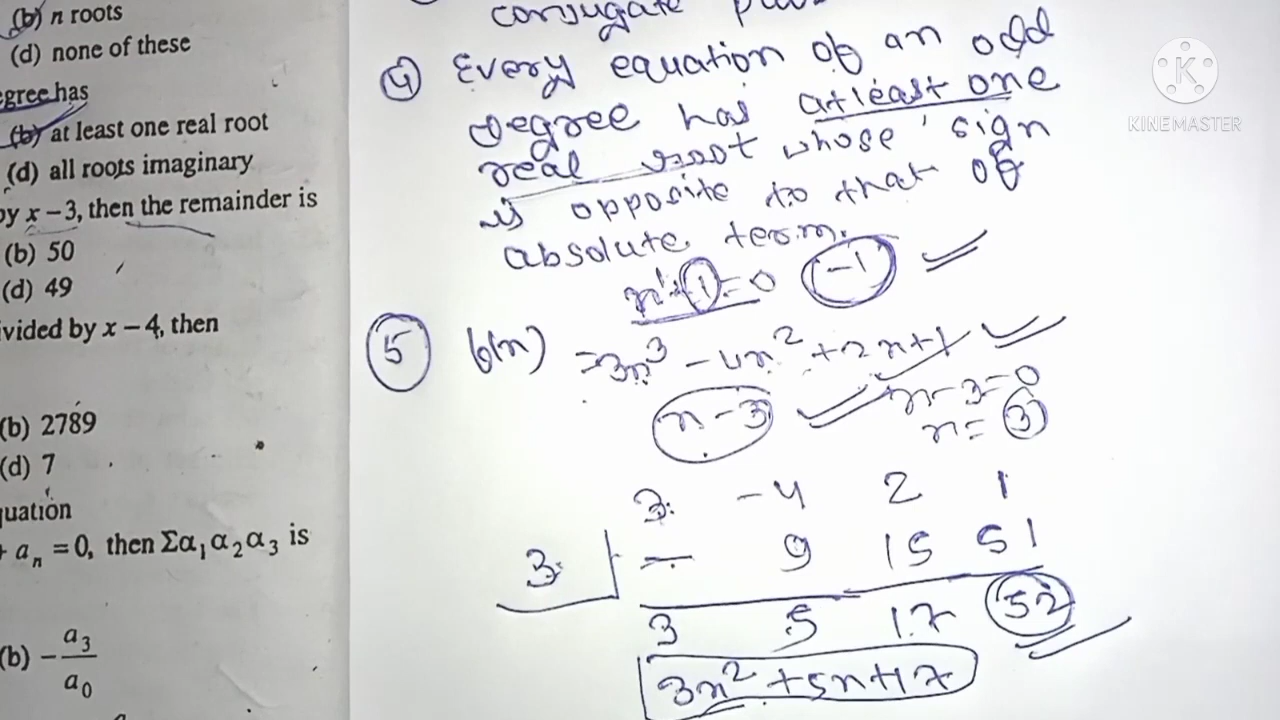 (b) n roots
(d) none of these
egree has
(b) at least one real root
(d) all roots imaginary
by x – 3, then the remainder is
(b) 50
(d) 49
ivided by x – 4, then
(b) 2789
(d) 7
quation
+ aₙ = 0, then Σα₁α₂α₃ is
(b) – a₃/a₀
conjugate
④ Every equation of an odd
degree has atleast one
real root whose sign
is opposite to that of
absolute term.
x¹+1=0 -1
⑤ f(x) = 3x³ - 4x² + 2x + 1
x - 3 x - 3 = 0
x = 3
3 -4 2 1
3 — 9 15 51
3 5 17 52
3x² + 5x + 17
KINEMASTER